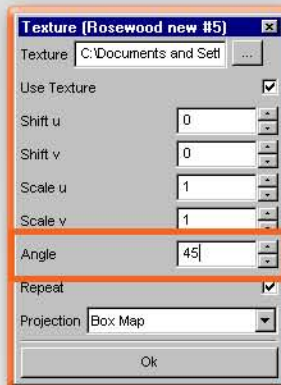 Texture (Rosewood new #5)
Texture C:\Documents and Sett ...
Use Texture
Shift u 0
Shift v 0
Scale u 1
Scale v 1
Angle 45
Repeat
Projection Box Map
Ok